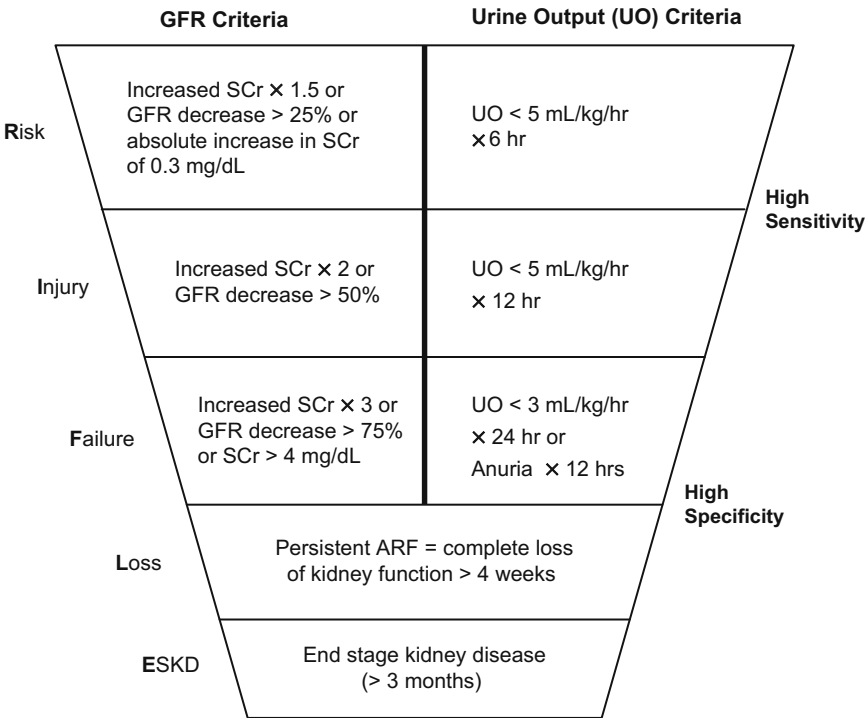 GFR Criteria
Urine Output (UO) Criteria
Risk
Increased SCr × 1.5 or
GFR decrease > 25% or
absolute increase in SCr
of 0.3 mg/dL
UO < 5 mL/kg/hr
× 6 hr
High
Sensitivity
Injury
Increased SCr × 2 or
GFR decrease > 50%
UO < 5 mL/kg/hr
× 12 hr
Failure
Increased SCr × 3 or
GFR decrease > 75%
or SCr > 4 mg/dL
UO < 3 mL/kg/hr
× 24 hr or
Anuria × 12 hrs
High
Specificity
Loss
Persistent ARF = complete loss
of kidney function > 4 weeks
ESKD
End stage kidney disease
(> 3 months)